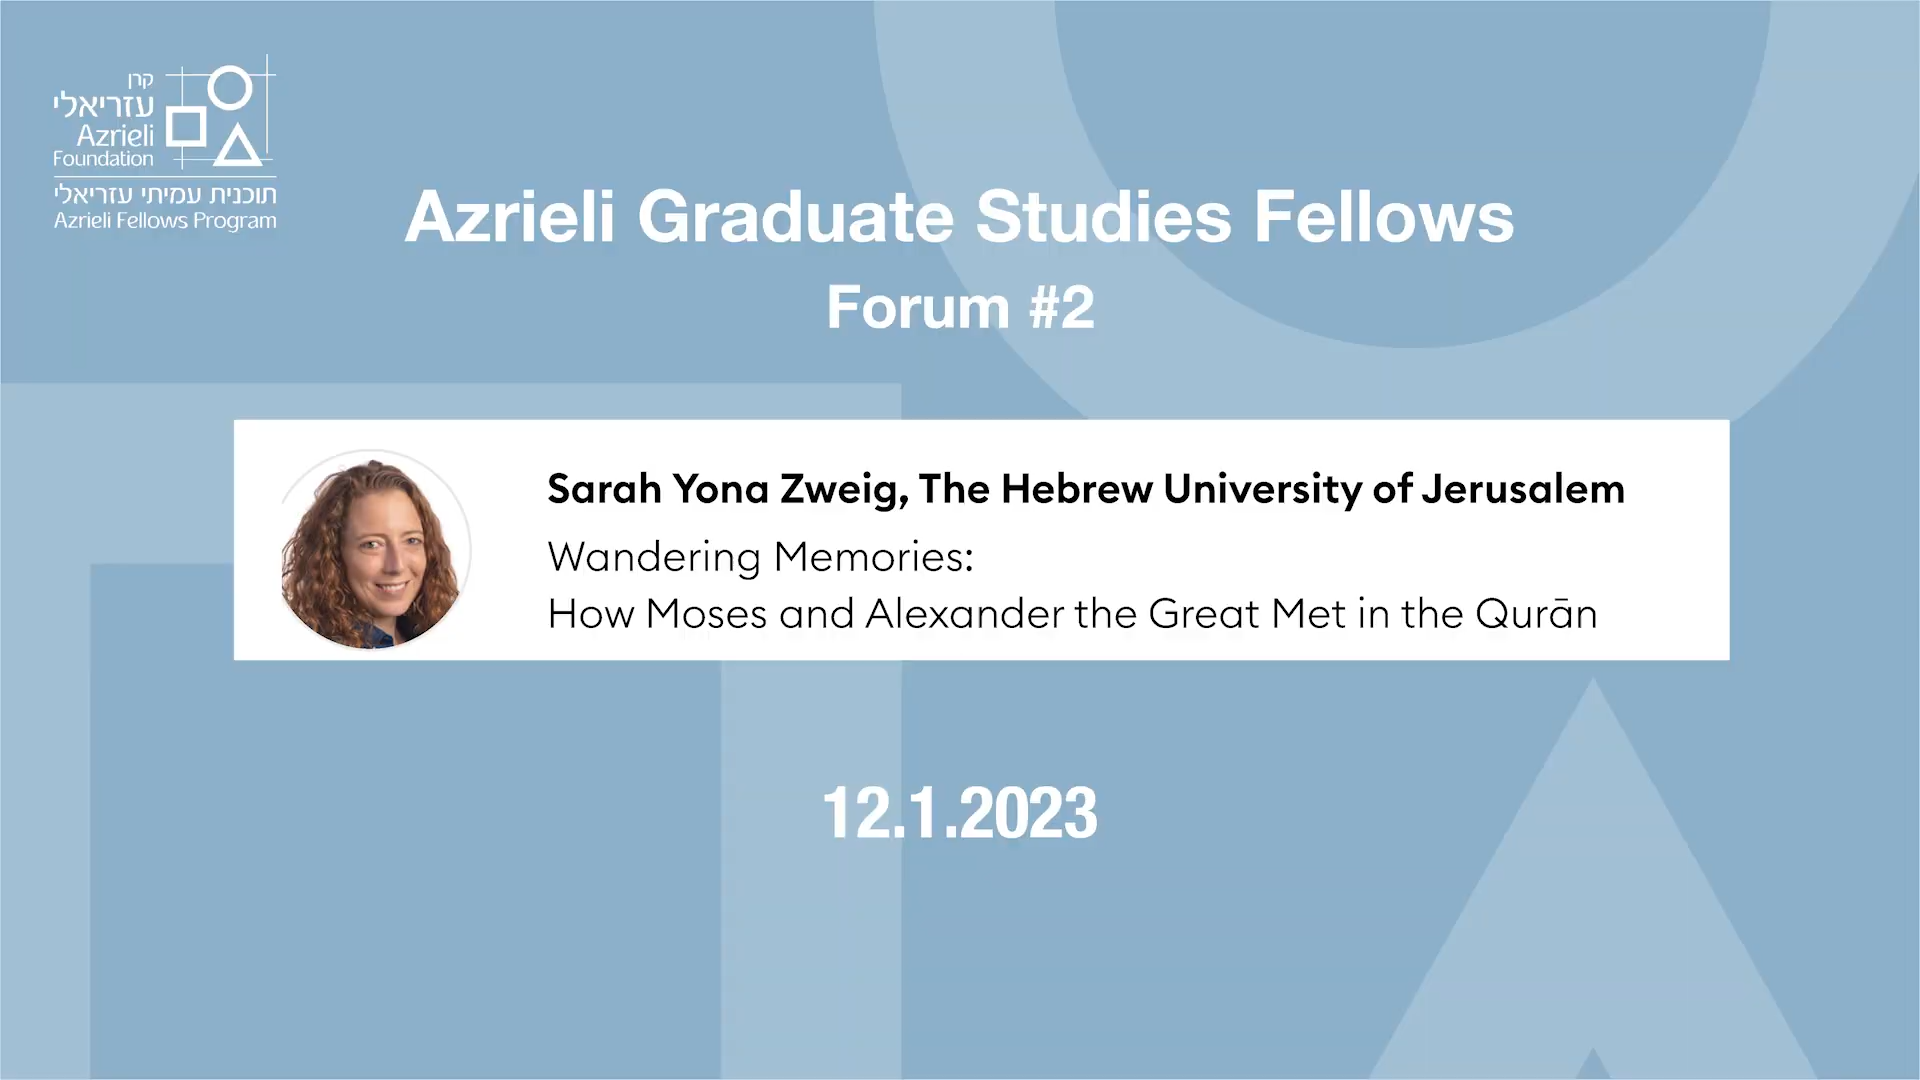 קרן
עזריאלי
Azrieli
Foundation
תוכנית עמיתי עזריאלי
Azrieli Fellows Program
Azrieli Graduate Studies Fellows
Forum #2
Sarah Yona Zweig, The Hebrew University of Jerusalem
Wandering Memories:
How Moses and Alexander the Great Met in the Qurān
12.1.2023